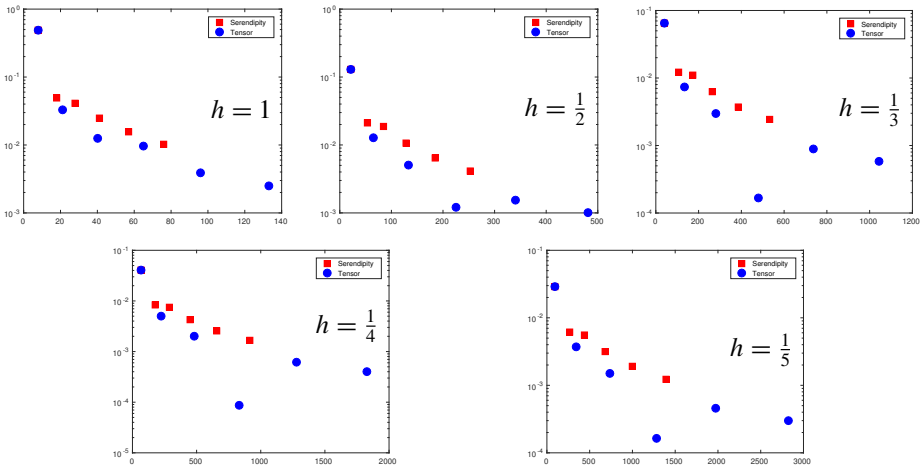 10^0
10^-1
10^-2
10^-3
0 20 40 60 80 100 120 140
Serendipity
Tensor
h = 1
10^0
10^-1
10^-2
10^-3
0 100 200 300 400 500
Serendipity
Tensor
h = 1/2
10^-1
10^-2
10^-3
10^-4
0 200 400 600 800 1000 1200
Serendipity
Tensor
h = 1/3
10^-1
10^-2
10^-3
10^-4
10^-5
0 500 1000 1500 2000
Serendipity
Tensor
h = 1/4
10^-1
10^-2
10^-3
10^-4
0 500 1000 1500 2000 2500 3000
Serendipity
Tensor
h = 1/5